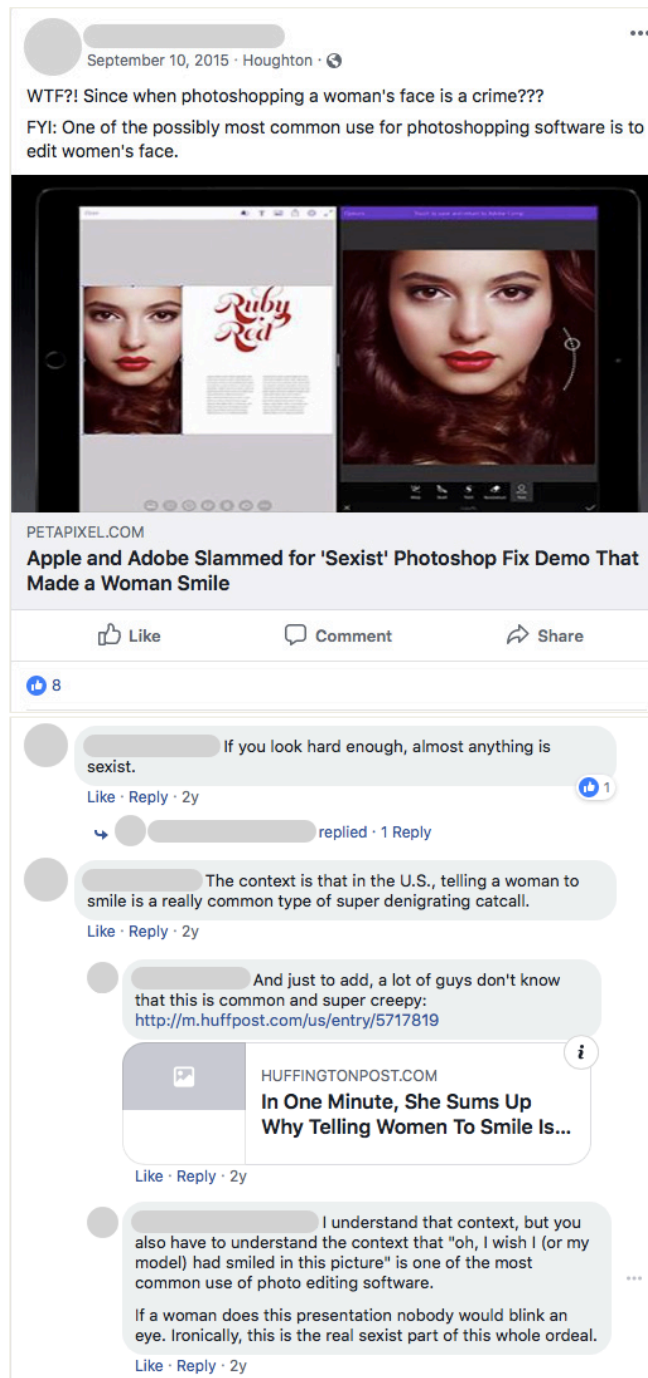 September 10, 2015 · Houghton ·
WTF?! Since when photoshopping a woman's face is a crime???
FYI: One of the possibly most common use for photoshopping software is to
edit women's face.
Ruby
Red
PETAPIXEL.COM
Apple and Adobe Slammed for 'Sexist' Photoshop Fix Demo That
Made a Woman Smile
Like Comment Share
8
If you look hard enough, almost anything is
sexist.
1
Like · Reply · 2y
replied · 1 Reply
The context is that in the U.S., telling a woman to
smile is a really common type of super denigrating catcall.
Like · Reply · 2y
And just to add, a lot of guys don't know
that this is common and super creepy:
http://m.huffpost.com/us/entry/5717819
HUFFINGTONPOST.COM
In One Minute, She Sums Up
Why Telling Women To Smile Is...
Like · Reply · 2y
I understand that context, but you
also have to understand the context that "oh, I wish I (or my
model) had smiled in this picture" is one of the most
common use of photo editing software.
If a woman does this presentation nobody would blink an
eye. Ironically, this is the real sexist part of this whole ordeal.
Like · Reply · 2y